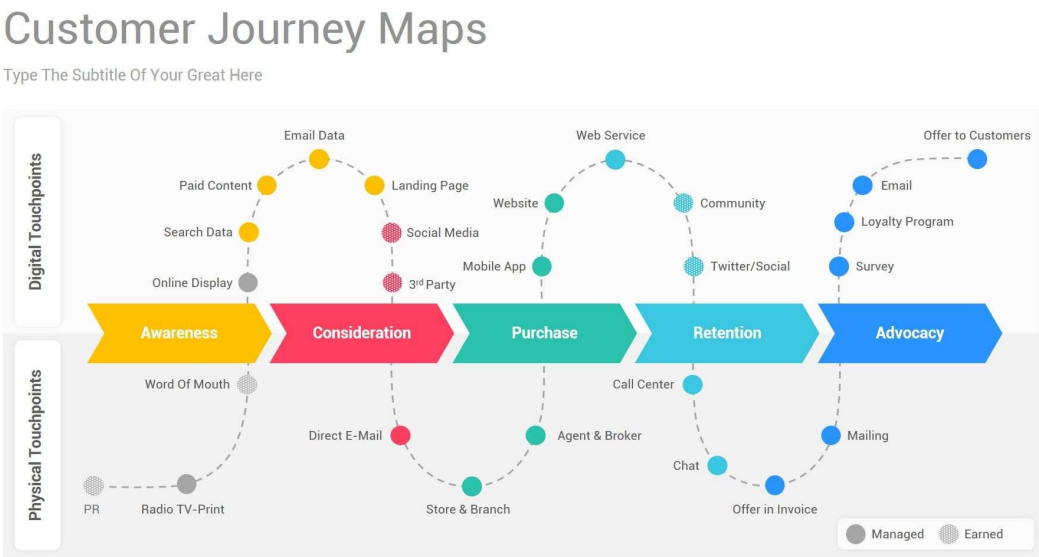 Customer Journey Maps
Type The Subtitle Of Your Great Here
Digital Touchpoints
Email Data
Web Service
Offer to Customers
Paid Content
Landing Page
Email
Website
Community
Search Data
Social Media
Loyalty Program
Mobile App
Twitter/Social
Survey
Online Display
3rd Party
Awareness
Consideration
Purchase
Retention
Advocacy
Physical Touchpoints
Word Of Mouth
Call Center
Direct E-Mail
Agent & Broker
Mailing
Chat
PR
Radio TV-Print
Store & Branch
Offer in Invoice
Managed
Earned